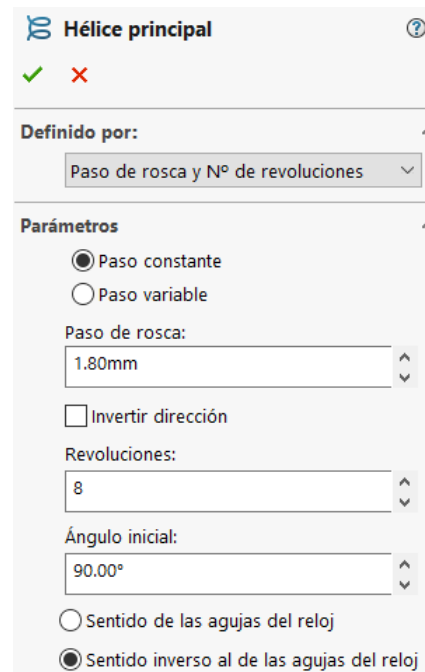 Hélice principal
Definido por:
Paso de rosca y Nº de revoluciones
Parámetros
Paso constante
Paso variable
Paso de rosca:
1.80mm
Invertir dirección
Revoluciones:
8
Ángulo inicial:
90.00°
Sentido de las agujas del reloj
Sentido inverso al de las agujas del reloj